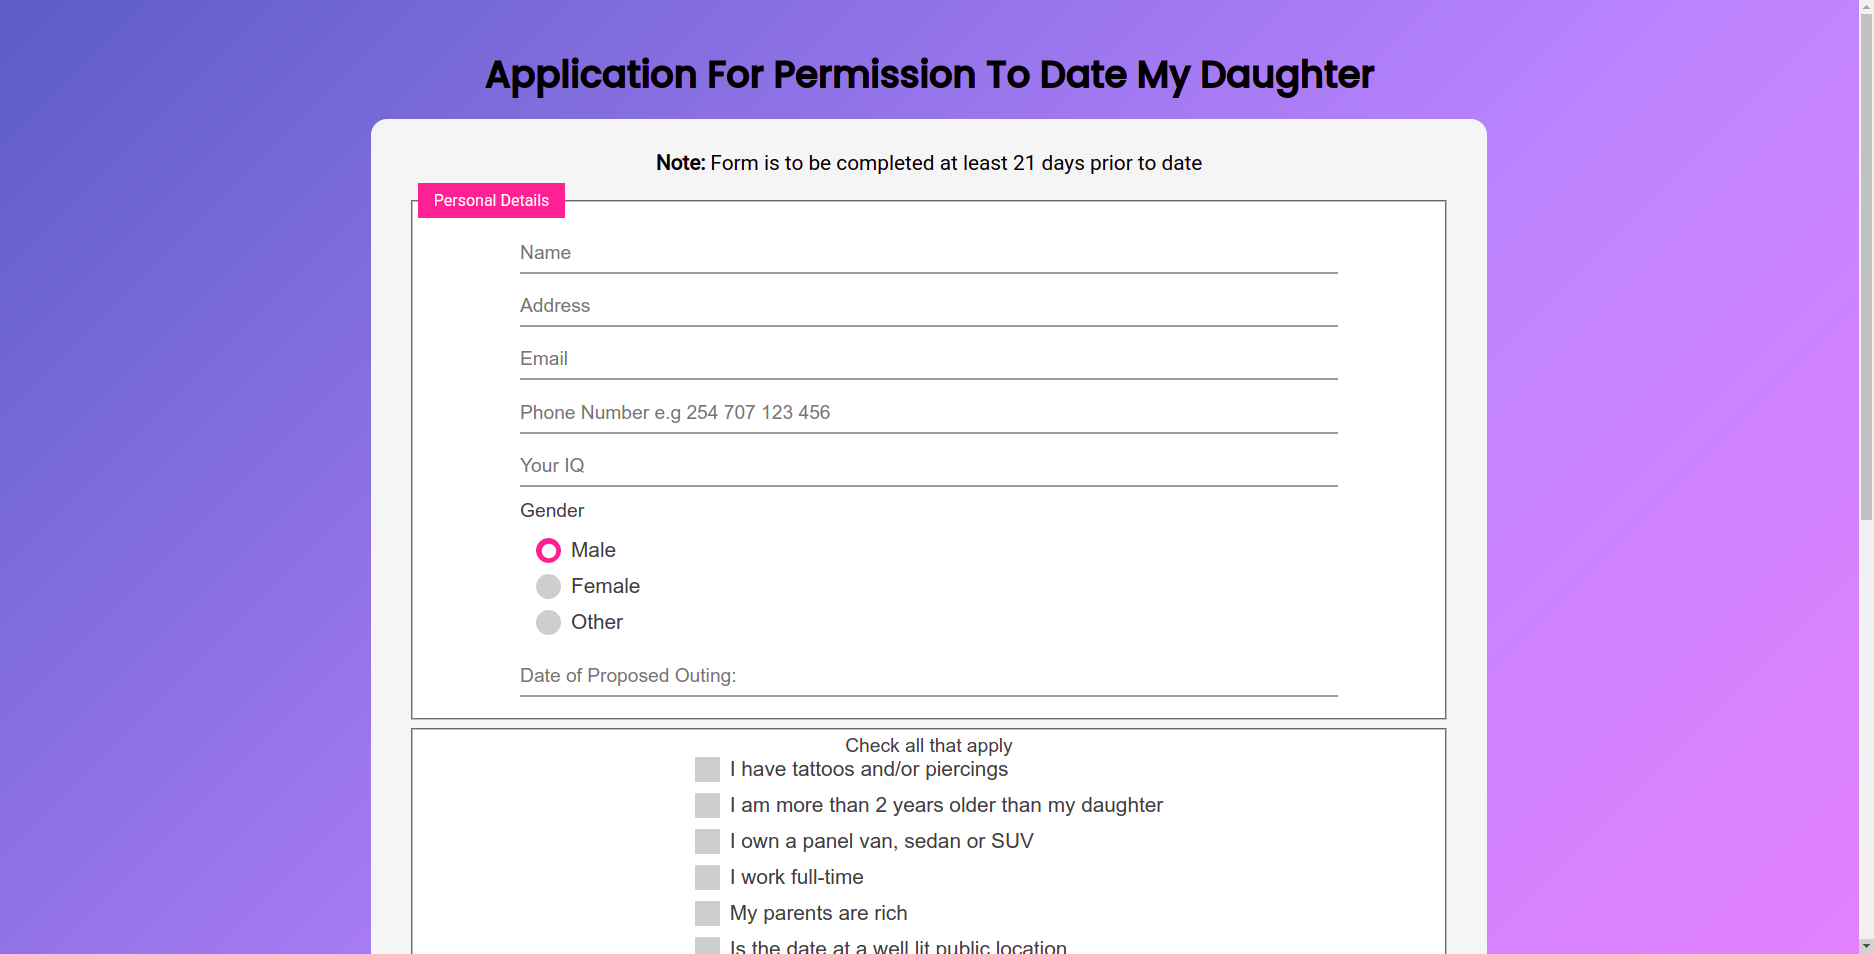 Application For Permission To Date My Daughter
Note: Form is to be completed at least 21 days prior to date
Personal Details
Name
Address
Email
Phone Number e.g 254 707 123 456
Your IQ
Gender
Male
Female
Other
Date of Proposed Outing:
Check all that apply
I have tattoos and/or piercings
I am more than 2 years older than my daughter
I own a panel van, sedan or SUV
I work full-time
My parents are rich
Is the date at a well lit public location